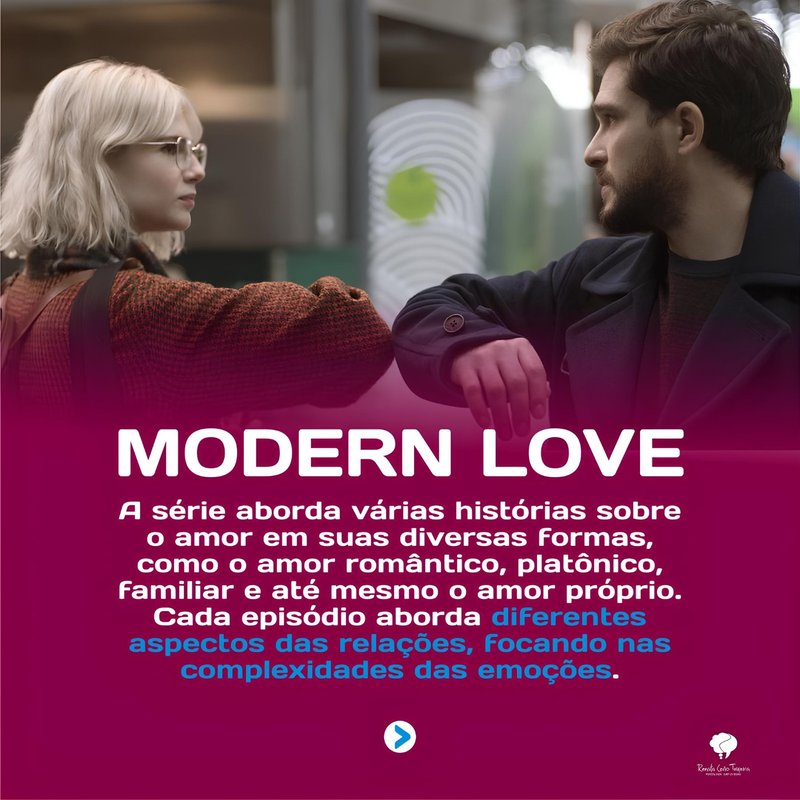 MODERN LOVE
A série aborda várias histórias sobre
o amor em suas diversas formas,
como o amor romântico, platônico,
familiar e até mesmo o amor próprio.
Cada episódio aborda diferentes
aspectos das relações, focando nas
complexidades das emoções.